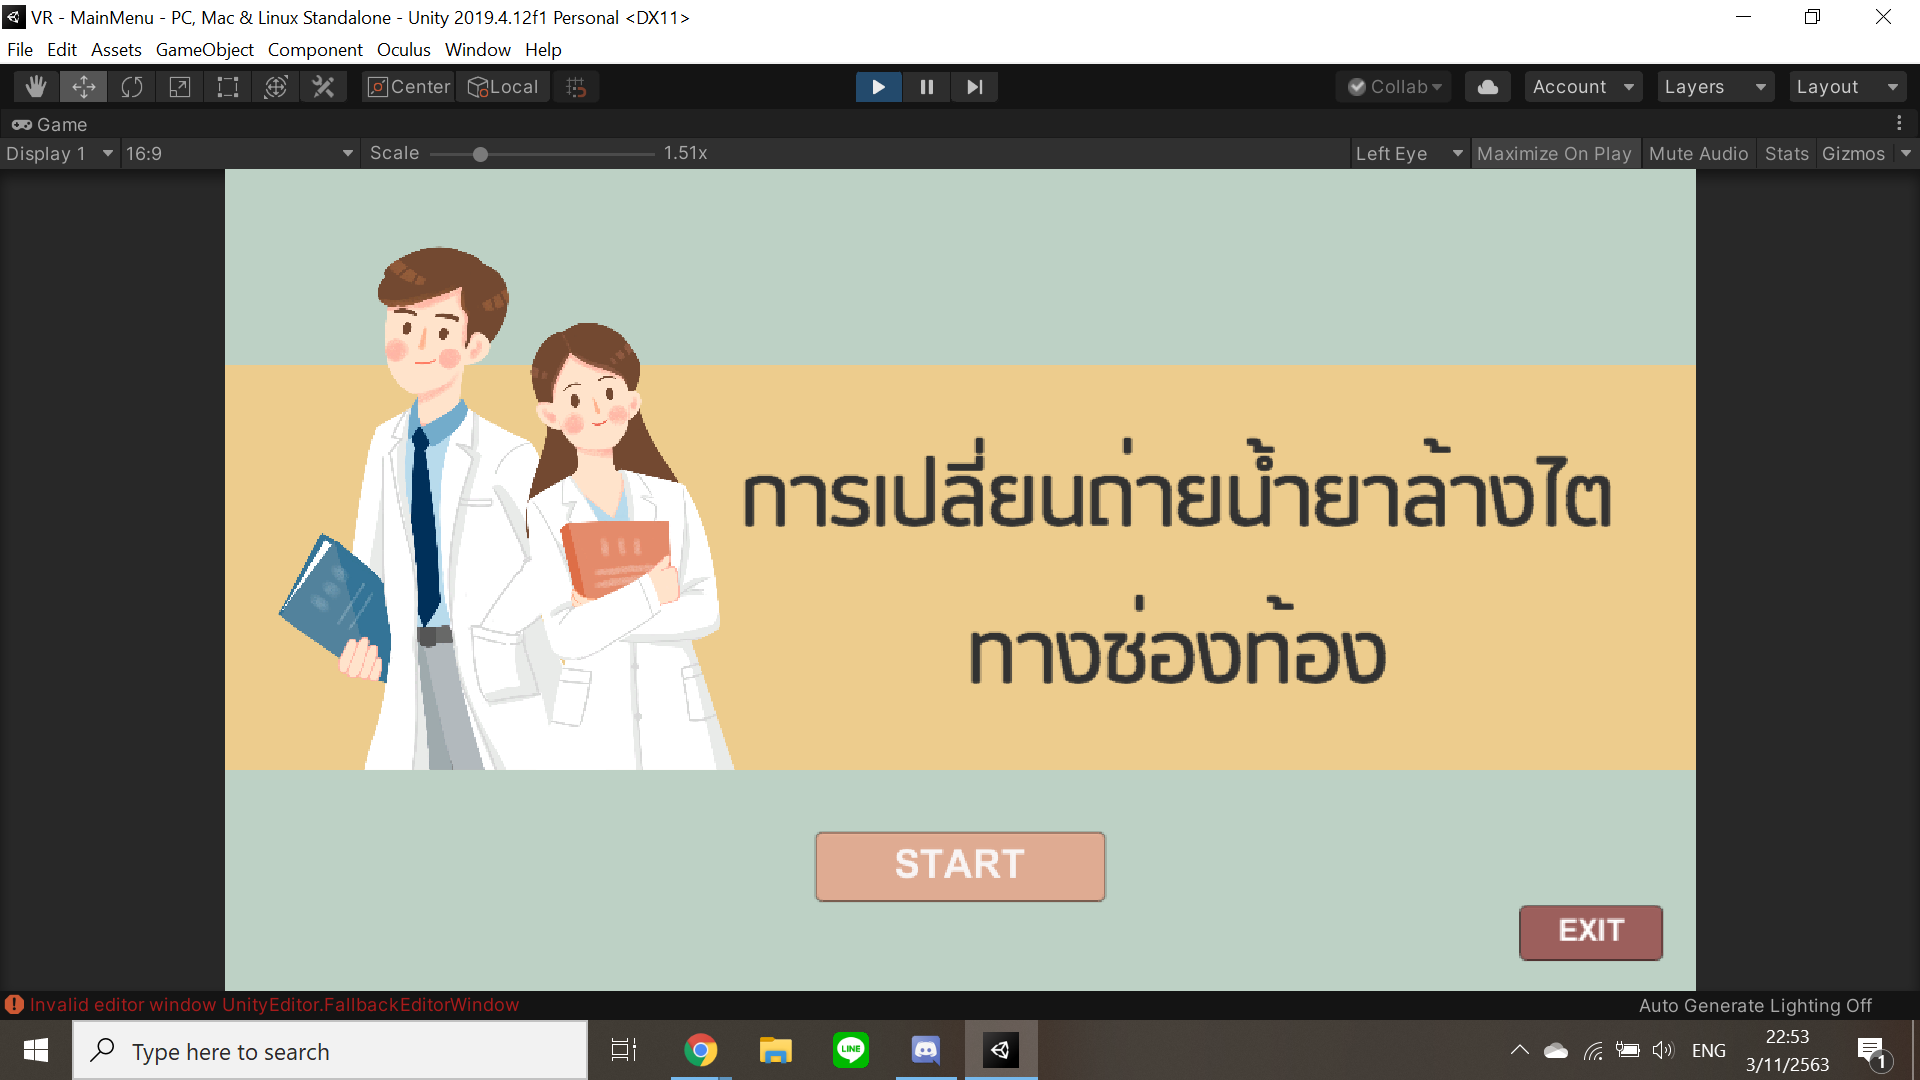 VR - MainMenu - PC, Mac & Linux Standalone - Unity 2019.4.12f1 Personal <DX11>
File Edit Assets GameObject Component Oculus Window Help
Center Local Collab Account Layers Layout
Game
Display 1 16:9 Scale 1.51x Left Eye Maximize On Play Mute Audio Stats Gizmos
การเปลี่ยนถ่ายน้ำยาล้างไต
ทางช่องท้อง
START
EXIT
Invalid editor window UnityEditor.FallbackEditorWindow Auto Generate Lighting Off
Type here to search LINE ENG 22:53
3/11/2563 1